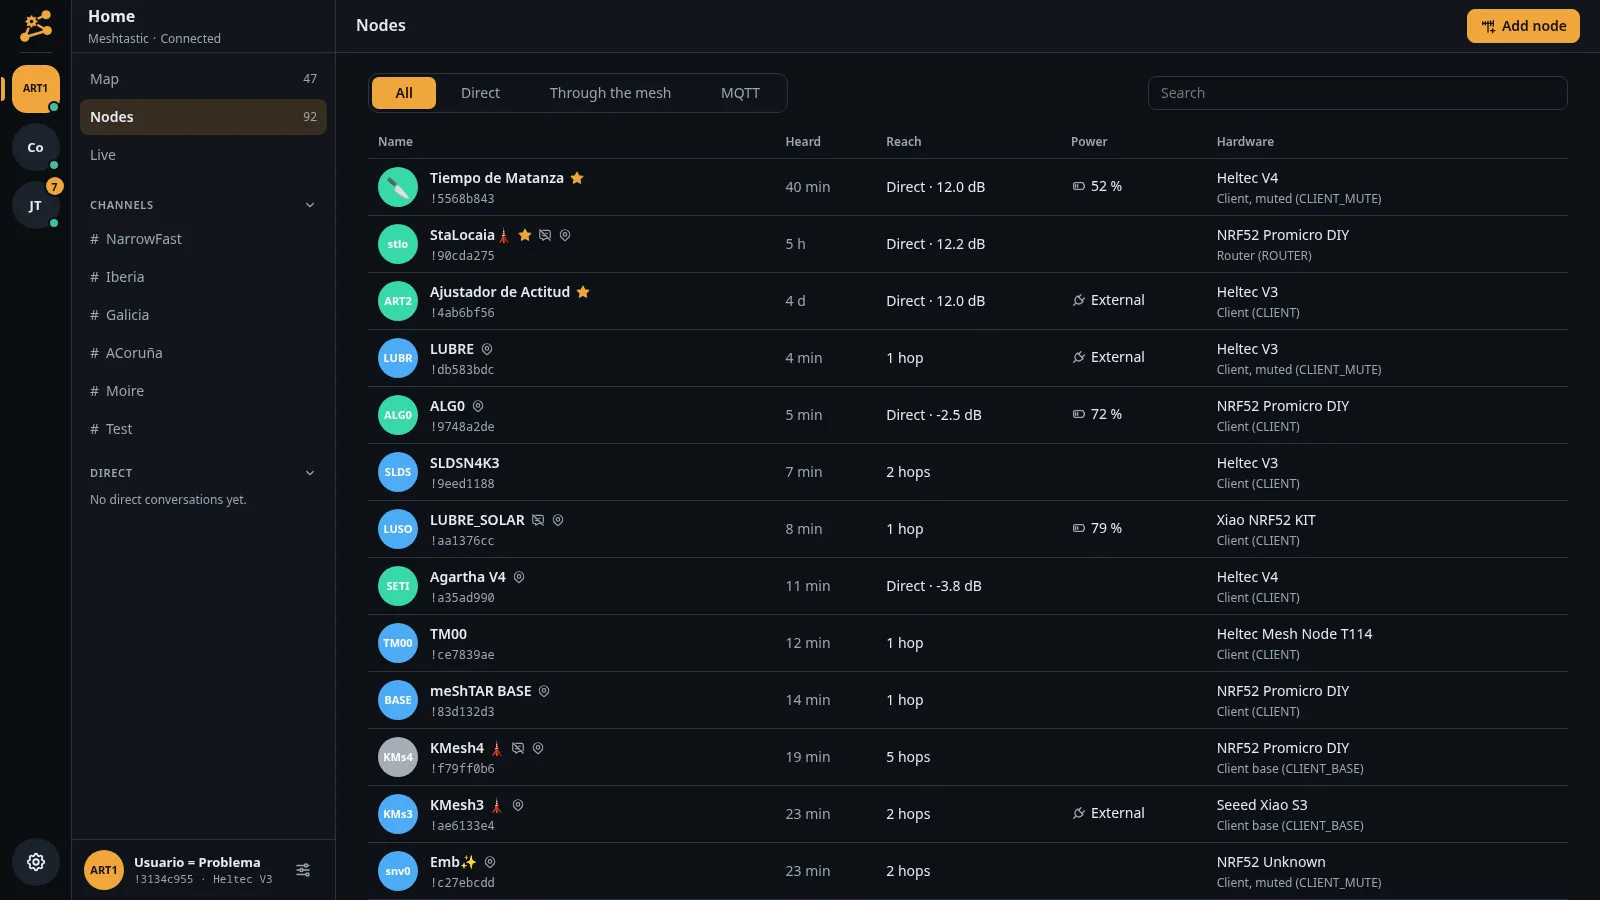 Home
Meshtastic · Connected
ART1
Co
7
JT
Map 47
Nodes 92
Live
CHANNELS
# NarrowFast
# Iberia
# Galicia
# ACoruña
# Moire
# Test
DIRECT
No direct conversations yet.
ART1
Usuario = Problema
!3134c955 · Heltec V3
Nodes
Add node
All Direct Through the mesh MQTT
Search
Name Heard Reach Power Hardware
Tiempo de Matanza 40 min Direct · 12.0 dB 52 % Heltec V4
!5568b843 Client, muted (CLIENT_MUTE)
stlo StaLocaia 5 h Direct · 12.2 dB NRF52 Promicro DIY
!90cda275 Router (ROUTER)
ART2 Ajustador de Actitud 4 d Direct · 12.0 dB External Heltec V3
!4ab6bf56 Client (CLIENT)
LUBR LUBRE 4 min 1 hop External Heltec V3
!db583bdc Client, muted (CLIENT_MUTE)
ALG0 ALG0 5 min Direct · -2.5 dB 72 % NRF52 Promicro DIY
!9748a2de Client (CLIENT)
SLDS SLDSN4K3 7 min 2 hops Heltec V3
!9eed1188 Client (CLIENT)
LUSO LUBRE_SOLAR 8 min 1 hop 79 % Xiao NRF52 KIT
!aa1376cc Client (CLIENT)
SETI Agartha V4 11 min Direct · -3.8 dB Heltec V4
!a35ad990 Client (CLIENT)
TM00 TM00 12 min 1 hop Heltec Mesh Node T114
!ce7839ae Client (CLIENT)
BASE meShTAR BASE 14 min 1 hop NRF52 Promicro DIY
!83d132d3 Client (CLIENT)
KMs4 KMesh4 19 min 5 hops NRF52 Promicro DIY
!f79ff0b6 Client base (CLIENT_BASE)
KMs3 KMesh3 23 min 2 hops External Seeed Xiao S3
!ae6133e4 Client base (CLIENT_BASE)
snv0 Emb✨ 23 min 2 hops NRF52 Unknown
!c27ebcdd Client, muted (CLIENT_MUTE)